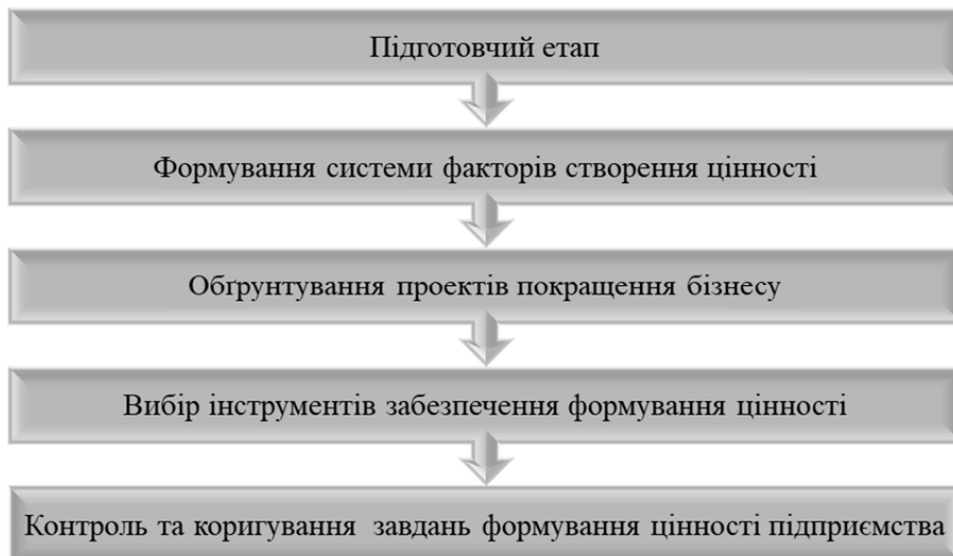 Підготовчий етап
Формування системи факторів створення цінності
Обґрунтування проектів покращення бізнесу
Вибір інструментів забезпечення формування цінності
Контроль та коригування завдань формування цінності підприємства